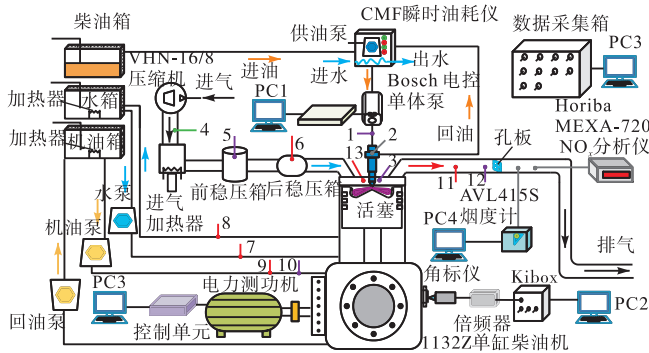 柴油箱
CMF瞬时油耗仪
供油泵
数据采集箱
VHN-16/8
压缩机
进油
进水
出水
PC3
加热器
水箱
进气
Bosch 电控
单体泵
PC1
回油
Horiba
MEXA-720
NOx分析仪
加热器
机油箱
4
5
6
1
2
13
3
孔板
水泵
前稳压箱
后稳压箱
11
12
AVL415S
烟度计
进气
加热器
活塞
机油泵
8
PC4
7
排气
9
10
角标仪
Kibox
PC3
电力测功机
PC2
回油泵
控制单元
倍频器
1132Z单缸柴油机